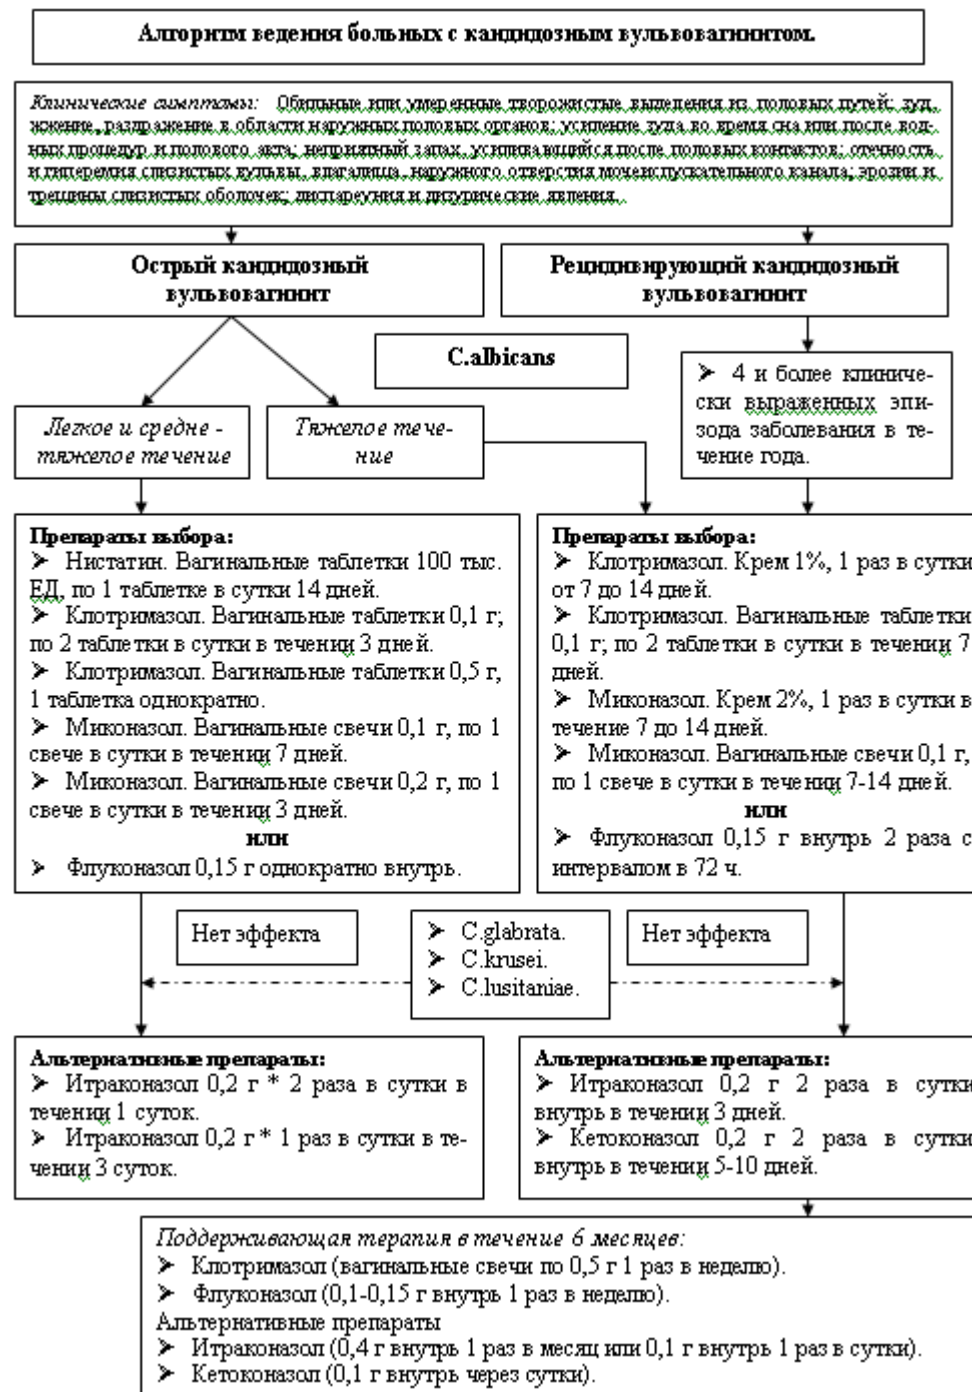 Алгоритм ведения больных с кандидозным вульвовагинитом.
Клинические симптомы: Обильные или умеренные творожистые выделения из половых путей; зуд,
жжение, раздражение в области наружных половых органов; усиление зуда во время сна или после вод-
ных процедур и полового акта; неприятный запах, усиливающийся после половых контактов; отечность
и гиперемия слизистых вульвы, влагалища, наружного отверстия мочеиспускательного канала; эрозии и
трещины слизистых оболочек; диспареуния и дизурические явления.
Острый кандидозный
вульвовагинит
Рецидивирующий кандидозный
вульвовагинит
C.albicans
➤ 4 и более клиниче-
ски выраженных эпи-
зода заболевания в те-
чение года.
Легкое и средне -
тяжелое течение
Тяжелое тече-
ние
Препараты выбора:
➤ Нистатин. Вагинальные таблетки 100 тыс.
ЕД, по 1 таблетке в сутки 14 дней.
➤ Клотримазол. Вагинальные таблетки 0,1 г;
по 2 таблетки в сутки в течении 3 дней.
➤ Клотримазол. Вагинальные таблетки 0,5 г,
1 таблетка однократно.
➤ Миконазол. Вагинальные свечи 0,1 г, по 1
свече в сутки в течении 7 дней.
➤ Миконазол. Вагинальные свечи 0,2 г, по 1
свече в сутки в течении 3 дней.
или
➤ Флуконазол 0,15 г однократно внутрь.
Препараты выбора:
➤ Клотримазол. Крем 1%, 1 раз в сутки
от 7 до 14 дней.
➤ Клотримазол. Вагинальные таблетки
0,1 г; по 2 таблетки в сутки в течении 7
дней.
➤ Миконазол. Крем 2%, 1 раз в сутки в
течение 7 до 14 дней.
➤ Миконазол. Вагинальные свечи 0,1 г,
по 1 свече в сутки в течении 7-14 дней.
или
➤ Флуконазол 0,15 г внутрь 2 раза с
интервалом в 72 ч.
Нет эффекта
➤ C.glabrata.
➤ C.krusei.
➤ C.lusitaniae.
Нет эффекта
Альтернативные препараты:
➤ Итраконазол 0,2 г * 2 раза в сутки в
течении 1 суток.
➤ Итраконазол 0,2 г * 1 раз в сутки в те-
чении 3 суток.
Альтернативные препараты:
➤ Итраконазол 0,2 г 2 раза в сутки
внутрь в течении 3 дней.
➤ Кетоконазол 0,2 г 2 раза в сутки
внутрь в течении 5-10 дней.
Поддерживающая терапия в течение 6 месяцев:
➤ Клотримазол (вагинальные свечи по 0,5 г 1 раз в неделю).
➤ Флуконазол (0,1-0,15 г внутрь 1 раз в неделю).
Альтернативные препараты
➤ Итраконазол (0,4 г внутрь 1 раз в месяц или 0,1 г внутрь 1 раз в сутки).
➤ Кетоконазол (0,1 г внутрь через сутки).